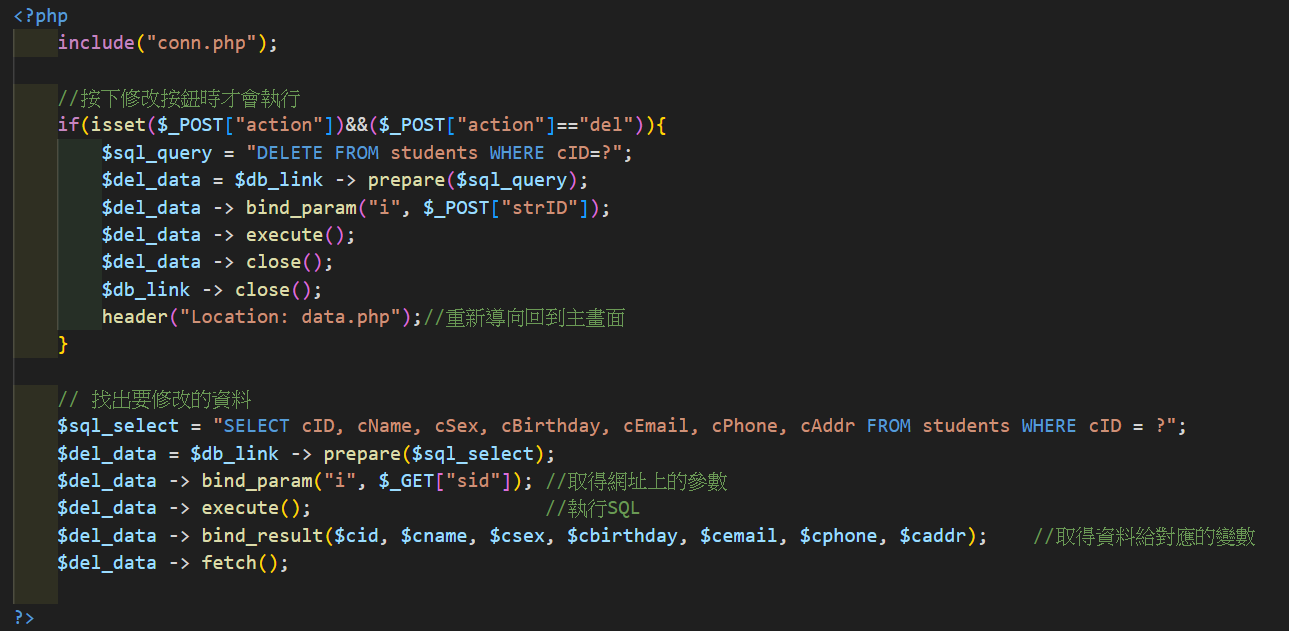 <?php
include("conn.php");
//按下修改按鈕時才會執行
if(isset($_POST["action"])&&($_POST["action"]=="del")){
$sql_query = "DELETE FROM students WHERE cID=?";
$del_data = $db_link -> prepare($sql_query);
$del_data -> bind_param("i", $_POST["strID"]);
$del_data -> execute();
$del_data -> close();
$db_link -> close();
header("Location: data.php");//重新導向回到主畫面
}
// 找出要修改的資料
$sql_select = "SELECT cID, cName, cSex, cBirthday, cEmail, cPhone, cAddr FROM students WHERE cID = ?";
$del_data = $db_link -> prepare($sql_select);
$del_data -> bind_param("i", $_GET["sid"]); //取得網址上的參數
$del_data -> execute(); //執行SQL
$del_data -> bind_result($cid, $cname, $csex, $cbirthday, $cemail, $cphone, $caddr); //取得資料給對應的變數
$del_data -> fetch();
?>